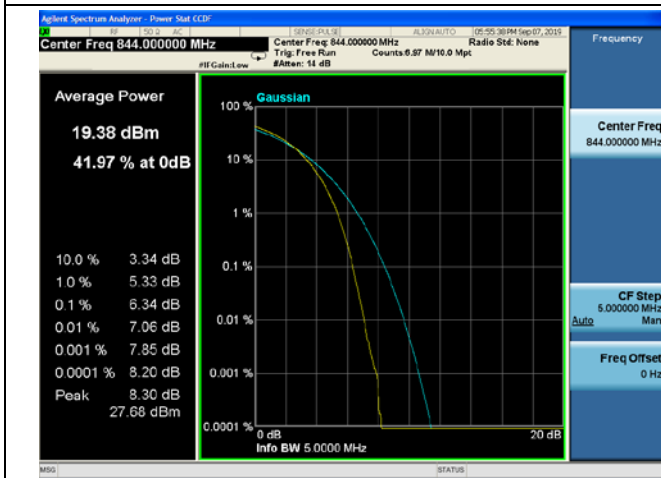 Agilent Spectrum Analyzer - Power Stat CCDF
RF 50 Ω AC SENSE:PULSE ALIGN AUTO 05:55:38 PM Sep 07, 2019
Center Freq 844.000000 MHz
Center Freq: 844.000000 MHz Radio Std: None
Trig: Free Run Counts:6.97 M/10.0 Mpt
#IFGain:Low #Atten: 14 dB
Frequency
Average Power
19.38 dBm
41.97 % at 0dB
10.0 % 3.34 dB
1.0 % 5.33 dB
0.1 % 6.34 dB
0.01 % 7.06 dB
0.001 % 7.85 dB
0.0001 % 8.20 dB
Peak 8.30 dB
27.68 dBm
Gaussian
100 %
10 %
1 %
0.1 %
0.01 %
0.001 %
0.0001 %
0 dB 20 dB
Info BW 5.0000 MHz
Center Freq
844.000000 MHz
CF Step
5.000000 MHz
Auto Man
Freq Offset
0 Hz
MSG STATUS